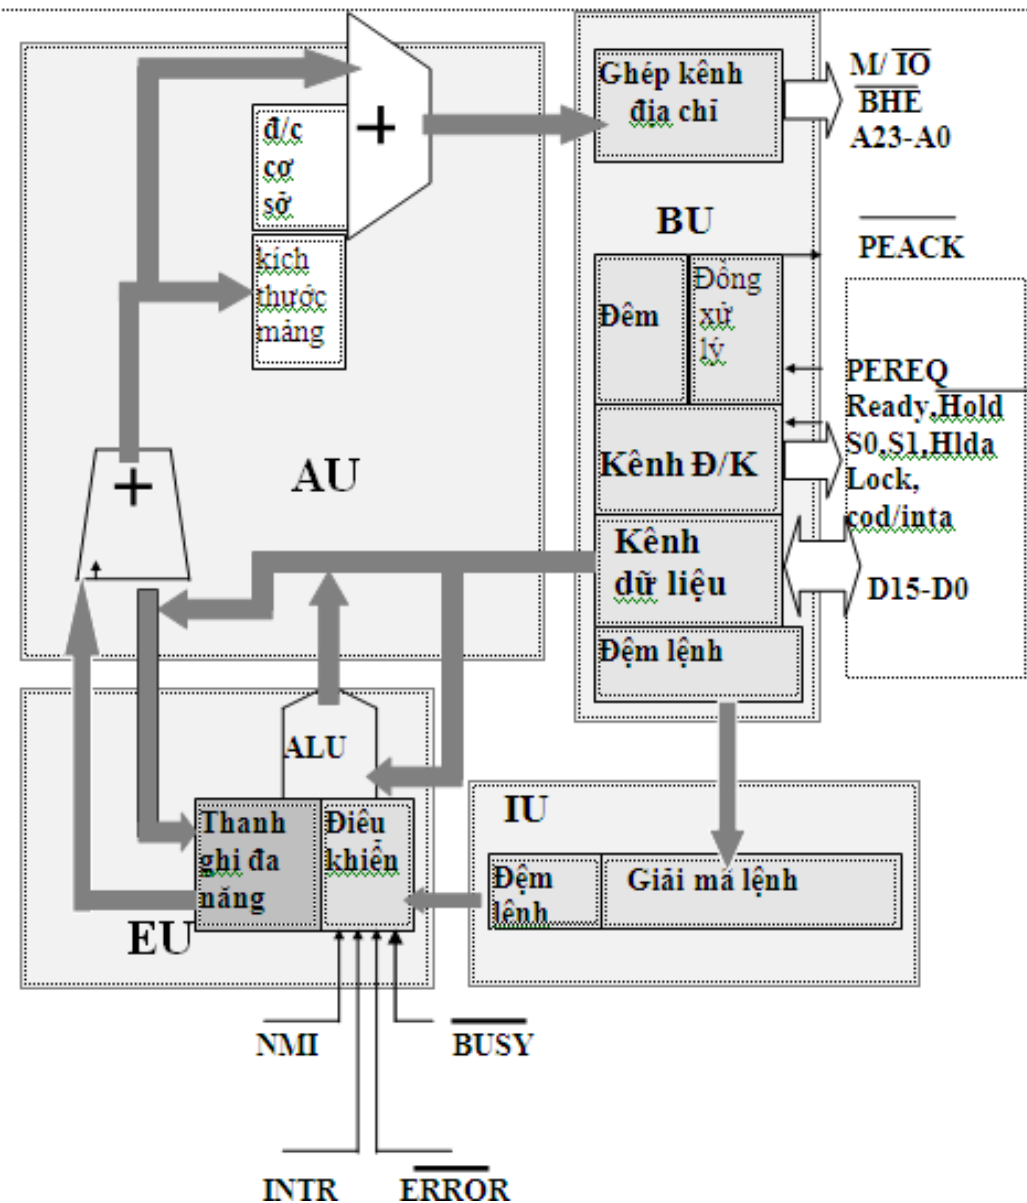 Ghép kênh
địa chỉ
M/ IO
BHE
A23-A0
đ/c
cơ
sở
+
BU
PEACK
kích
thước
mảng
Đêm
Đồng
xử
lý
PEREQ
Ready,Hold
S0,S1,Hlda
Lock,
cod/inta
+
AU
Kênh Đ/K
Kênh
dữ liệu
D15-D0
Đệm lệnh
ALU
IU
Thanh
ghi đa
năng
Điêu
khiển
Đệm
lệnh
Giải mã lệnh
EU
NMI
BUSY
INTR
ERROR